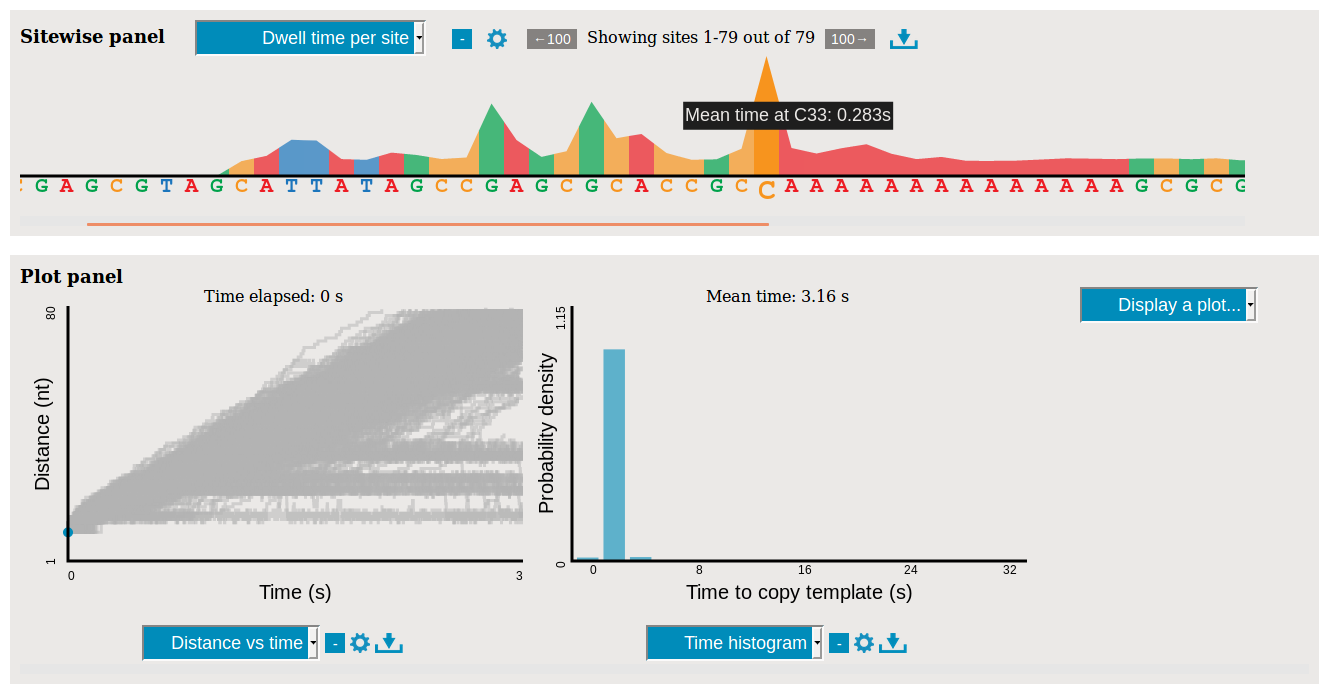 Sitewise panel
Dwell time per site
-
←100
Showing sites 1-79 out of 79
100→
Mean time at C33: 0.283s
G A G C G T A G C A T T A T A G C C G A G C G C A C C G C C A A A A A A A A A A A A A A G C G C G
Plot panel
Time elapsed: 0 s
80
Distance (nt)
1
0
3
Time (s)
Distance vs time
-
Mean time: 3.16 s
1.15
Probability density
0
0 8 16 24 32
Time to copy template (s)
Time histogram
-
Display a plot...